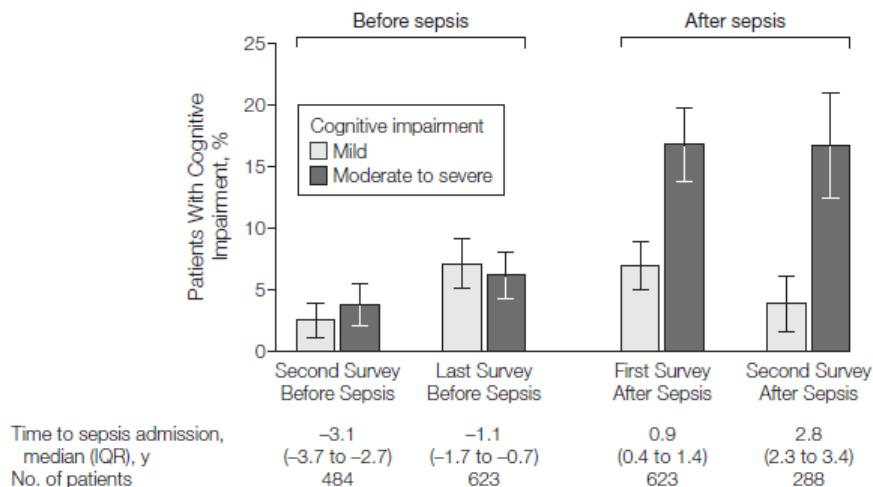 Before sepsis After sepsis
25
20
15
10
5
0
Patients With Cognitive
Impairment, %
Cognitive impairment
Mild
Moderate to severe
Second Survey Last Survey First Survey Second Survey
Before Sepsis Before Sepsis After Sepsis After Sepsis
Time to sepsis admission, –3.1 –1.1 0.9 2.8
median (IQR), y (–3.7 to –2.7) (–1.7 to –0.7) (0.4 to 1.4) (2.3 to 3.4)
No. of patients 484 623 623 288